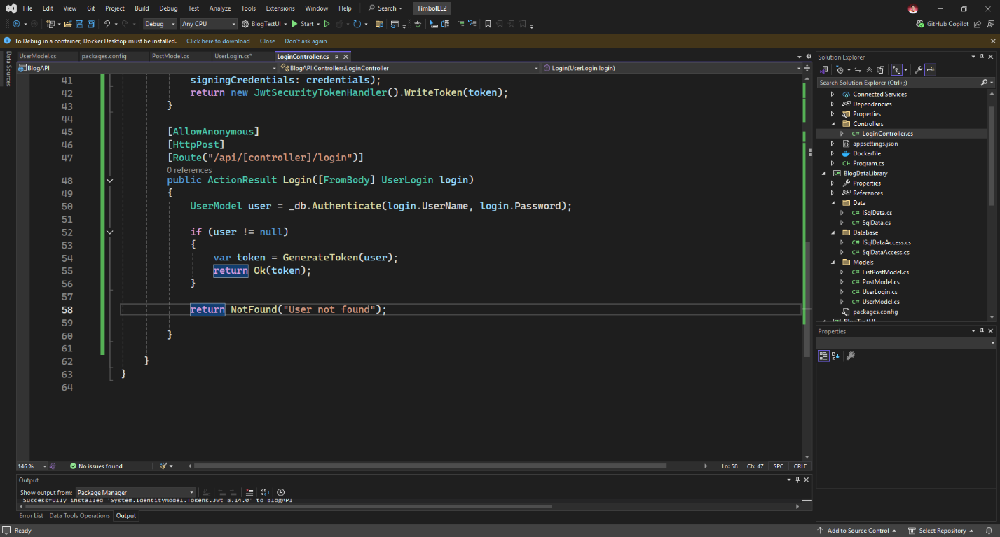 File Edit View Git Project Build Debug Test Analyze Tools Extensions Window Help Search TimbolLE2
Debug Any CPU BlogTestUI Start GitHub Copilot
To Debug in a container, Docker Desktop must be installed. Click here to download Close Don't ask again
Data Sources
UserModel.cs packages.config PostModel.cs UserLogin.cs* LoginController.cs
BlogAPI BlogAPI.Controllers.LoginController Login(UserLogin login)
41 signingCredentials: credentials);
42 return new JwtSecurityTokenHandler().WriteToken(token);
43 }
44
45 [AllowAnonymous]
46 [HttpPost]
47 [Route("/api/[controller]/login")]
0 references
48 public ActionResult Login([FromBody] UserLogin login)
49 {
50 UserModel user = _db.Authenticate(login.UserName, login.Password);
51
52 if (user != null)
53 {
54 var token = GenerateToken(user);
55 return Ok(token);
56 }
57
58 return NotFound("User not found");
59
60 }
61
62 }
63 }
64
146 % No issues found Ln: 58 Ch: 47 SPC CRLF
Output
Show output from: Package Manager
Successfully installed 'System.IdentityModel.Tokens.Jwt 8.14.0' to BlogAPI
Error List Data Tools Operations Output
Ready Add to Source Control Select Repository
Solution Explorer
Search Solution Explorer (Ctrl+;)
Connected Services
Dependencies
Properties
Controllers
C# LoginController.cs
appsettings.json
Dockerfile
C# Program.cs
BlogDataLibrary
Properties
References
Data
C# ISqlData.cs
C# SqlData.cs
Database
C# ISqlDataAccess.cs
C# SqlDataAccess.cs
Models
C# ListPostModel.cs
C# PostModel.cs
C# UserLogin.cs
C# UserModel.cs
packages.config
BlogTestUI
Properties